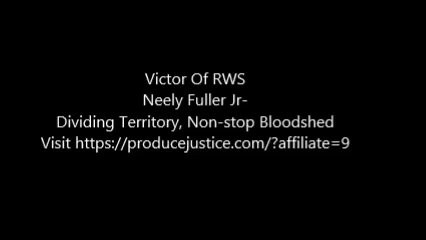 Victor Of RWS
Neely Fuller Jr-
Dividing Territory, Non-stop Bloodshed
Visit https://producejustice.com/?affiliate=9